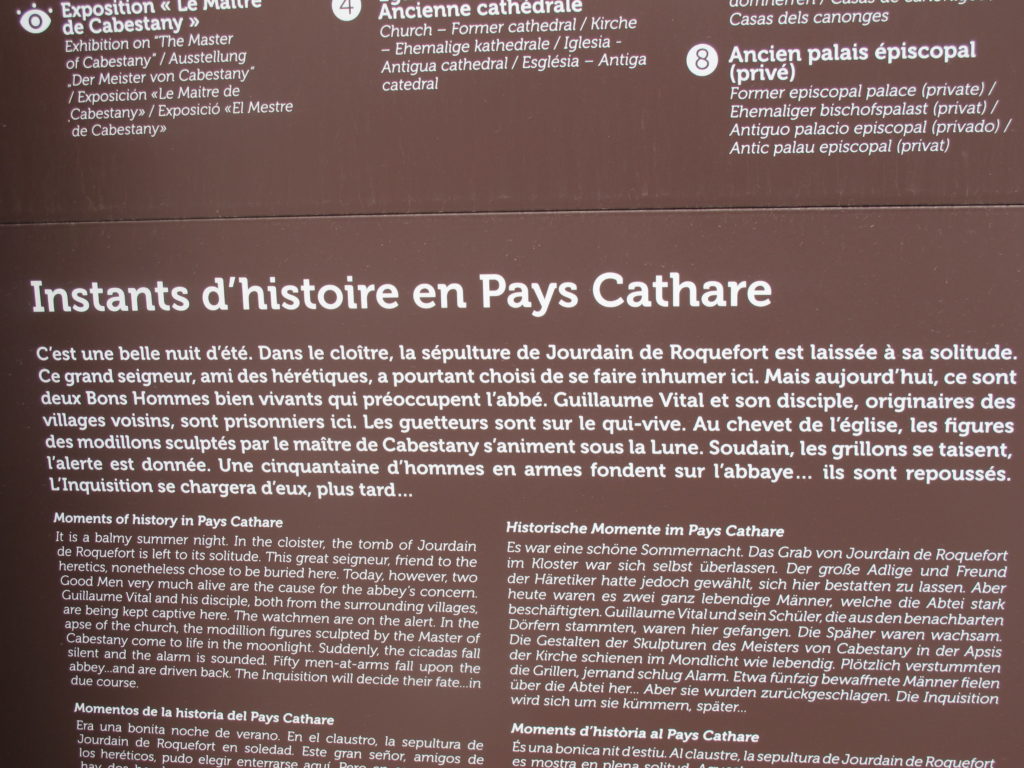 Exposition « Le Maître
de Cabestany »
Exhibition on "The Master
of Cabestany" / Ausstellung
„Der Meister von Cabestany"
/ Exposición «Le Maitre de
Cabestany» / Exposició «El Mestre
de Cabestany»
4
Ancienne cathédrale
Church – Former cathedral / Kirche
– Ehemalige kathedrale / Iglesia -
Antigua cathedral / Església – Antiga
catedral
Casas dels canonges
8 Ancien palais épiscopal
(privé)
Former episcopal palace (private) /
Ehemaliger bischofspalast (privat) /
Antiguo palacio episcopal (privado) /
Antic palau episcopal (privat)
Instants d'histoire en Pays Cathare
C'est une belle nuit d'été. Dans le cloître, la sépulture de Jourdain de Roquefort est laissée à sa solitude.
Ce grand seigneur, ami des hérétiques, a pourtant choisi de se faire inhumer ici. Mais aujourd'hui, ce sont
deux Bons Hommes bien vivants qui préoccupent l'abbé. Guillaume Vital et son disciple, originaires des
villages voisins, sont prisonniers ici. Les guetteurs sont sur le qui-vive. Au chevet de l'église, les figures
des modillons sculptés par le maître de Cabestany s'animent sous la Lune. Soudain, les grillons se taisent,
l'alerte est donnée. Une cinquantaine d'hommes en armes fondent sur l'abbaye... ils sont repoussés.
L'Inquisition se chargera d'eux, plus tard...
Moments of history in Pays Cathare
It is a balmy summer night. In the cloister, the tomb of Jourdain
de Roquefort is left to its solitude. This great seigneur, friend to the
heretics, nonetheless chose to be buried here. Today, however, two
Good Men very much alive are the cause for the abbey's concern.
Guillaume Vital and his disciple, both from the surrounding villages,
are being kept captive here. The watchmen are on the alert. In the
apse of the church, the modillion figures sculpted by the Master of
Cabestany come to life in the moonlight. Suddenly, the cicadas fall
silent and the alarm is sounded. Fifty men-at-arms fall upon the
abbey...and are driven back. The Inquisition will decide their fate...in
due course.
Momentos de la historia del Pays Cathare
Era una bonita noche de verano. En el claustro, la sepultura de
Jourdain de Roquefort en soledad. Este gran señor, amigos de
los heréticos, pudo elegir enterrarse aquí. Pero
Historische Momente im Pays Cathare
Es war eine schöne Sommernacht. Das Grab von Jourdain de Roquefort
im Kloster war sich selbst überlassen. Der große Adlige und Freund
der Häretiker hatte jedoch gewählt, sich hier bestatten zu lassen. Aber
heute waren es zwei ganz lebendige Männer, welche die Abtei stark
beschäftigten. Guillaume Vital und sein Schüler, die aus den benachbarten
Dörfern stammten, waren hier gefangen. Die Späher waren wachsam.
Die Gestalten der Skulpturen des Meisters von Cabestany in der Apsis
der Kirche schienen im Mondlicht wie lebendig. Plötzlich verstummten
die Grillen, jemand schlug Alarm. Etwa fünfzig bewaffnete Männer fielen
über die Abtei her... Aber sie wurden zurückgeschlagen. Die Inquisition
wird sich um sie kümmern, später...
Moments d'història al Pays Cathare
És una bonica nit d'estiu. Al claustre, la sepultura de Jourdain de Roquefort
es mostra en plena solitud.